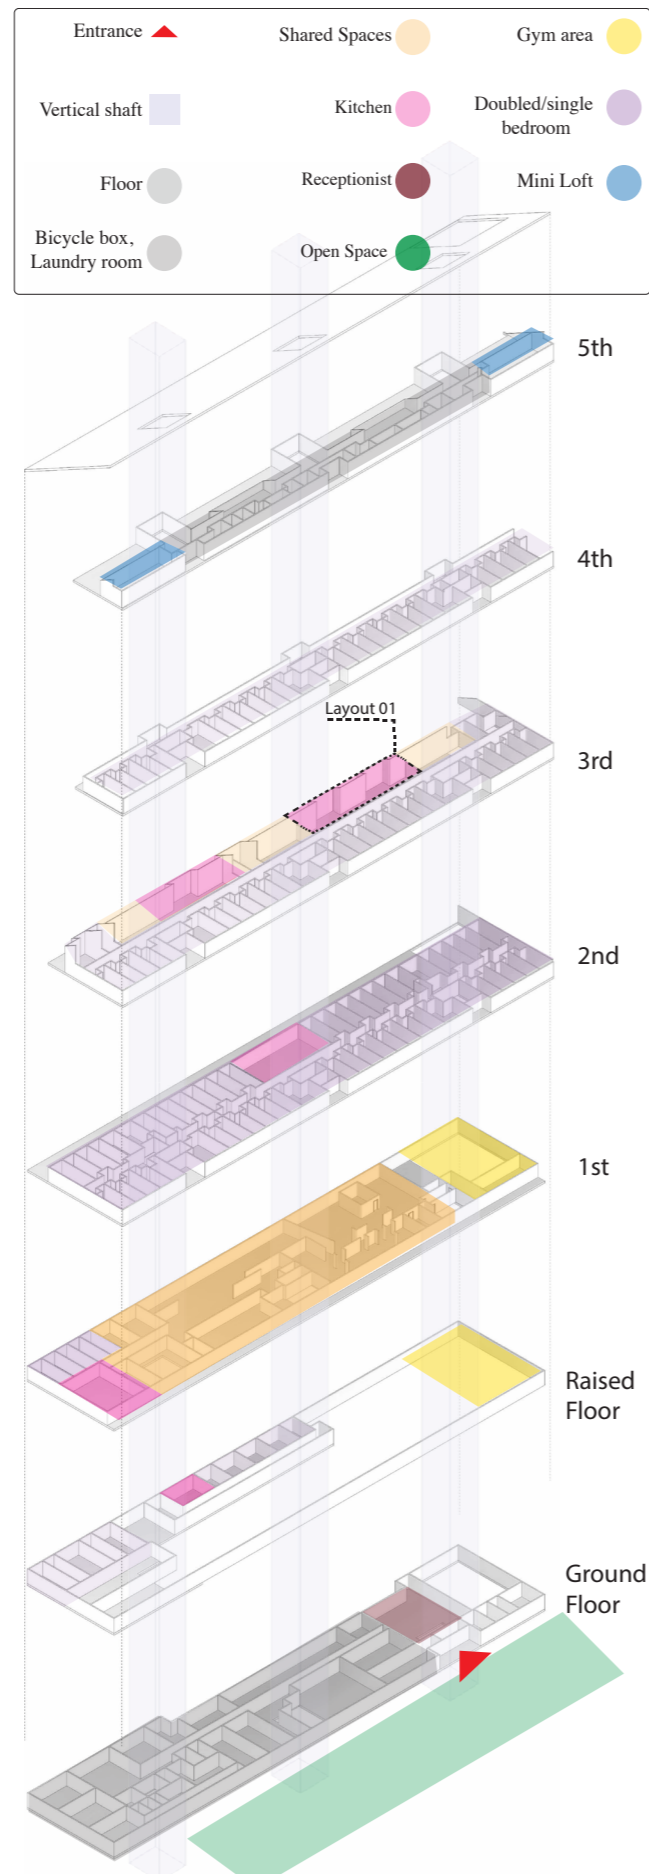 Entrance
Shared Spaces
Gym area
Vertical shaft
Kitchen
Doubled/single
bedroom
Floor
Receptionist
Mini Loft
Bicycle box,
Laundry room
Open Space
5th
4th
Layout 01
3rd
2nd
1st
Raised
Floor
Ground
Floor